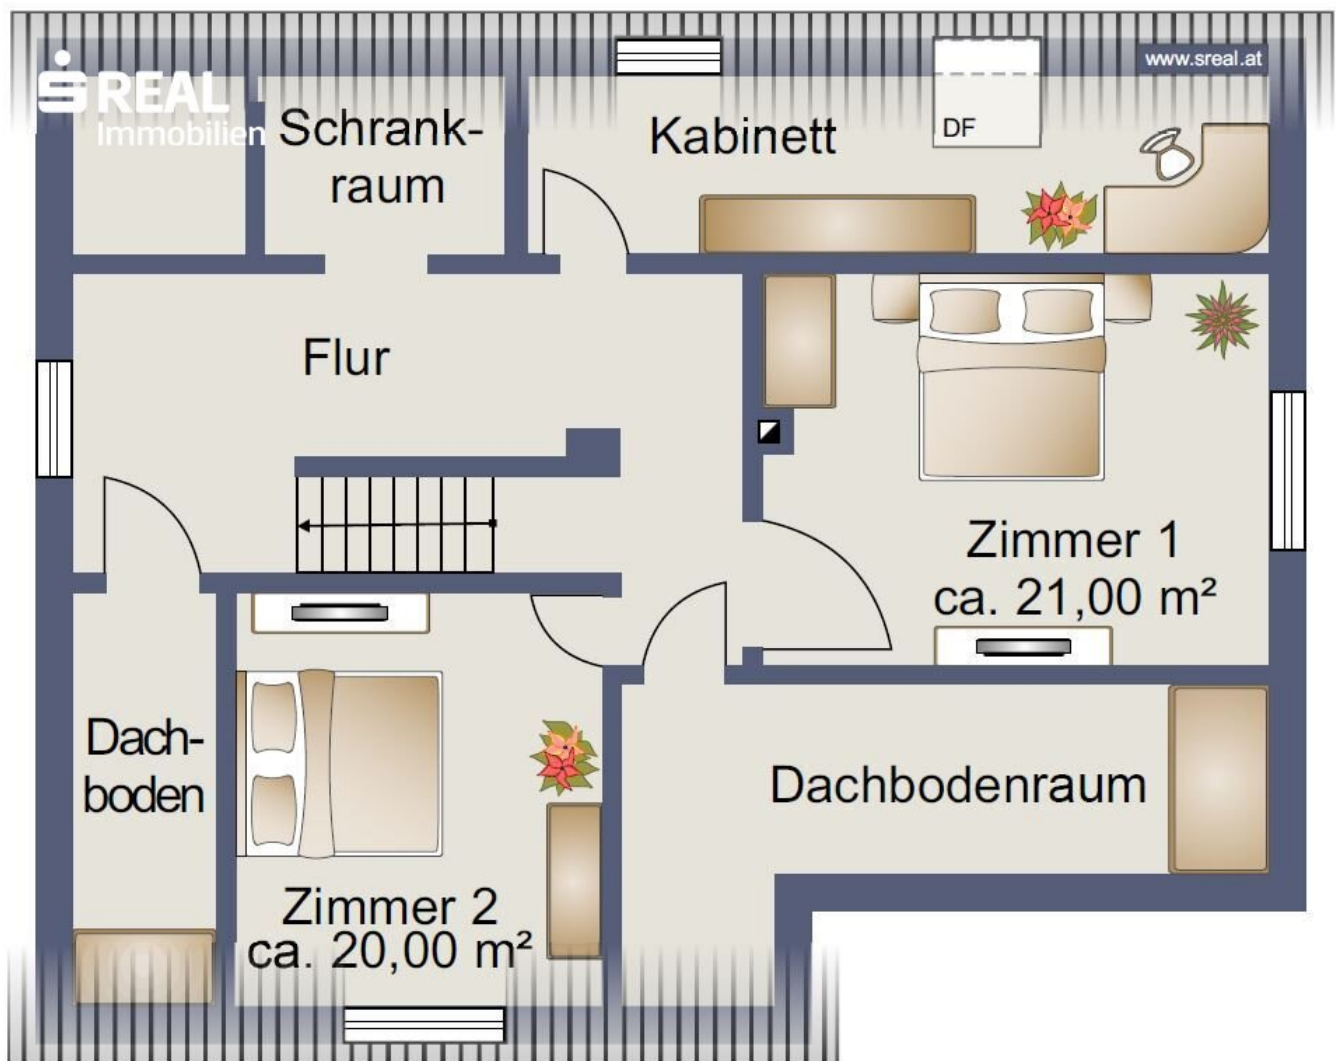 www.sreal.at
S REAL
Immobilien
Schrank-
raum
Kabinett
DF
Flur
Zimmer 1
ca. 21,00 m²
Dach-
boden
Dachbodenraum
Zimmer 2
ca. 20,00 m²